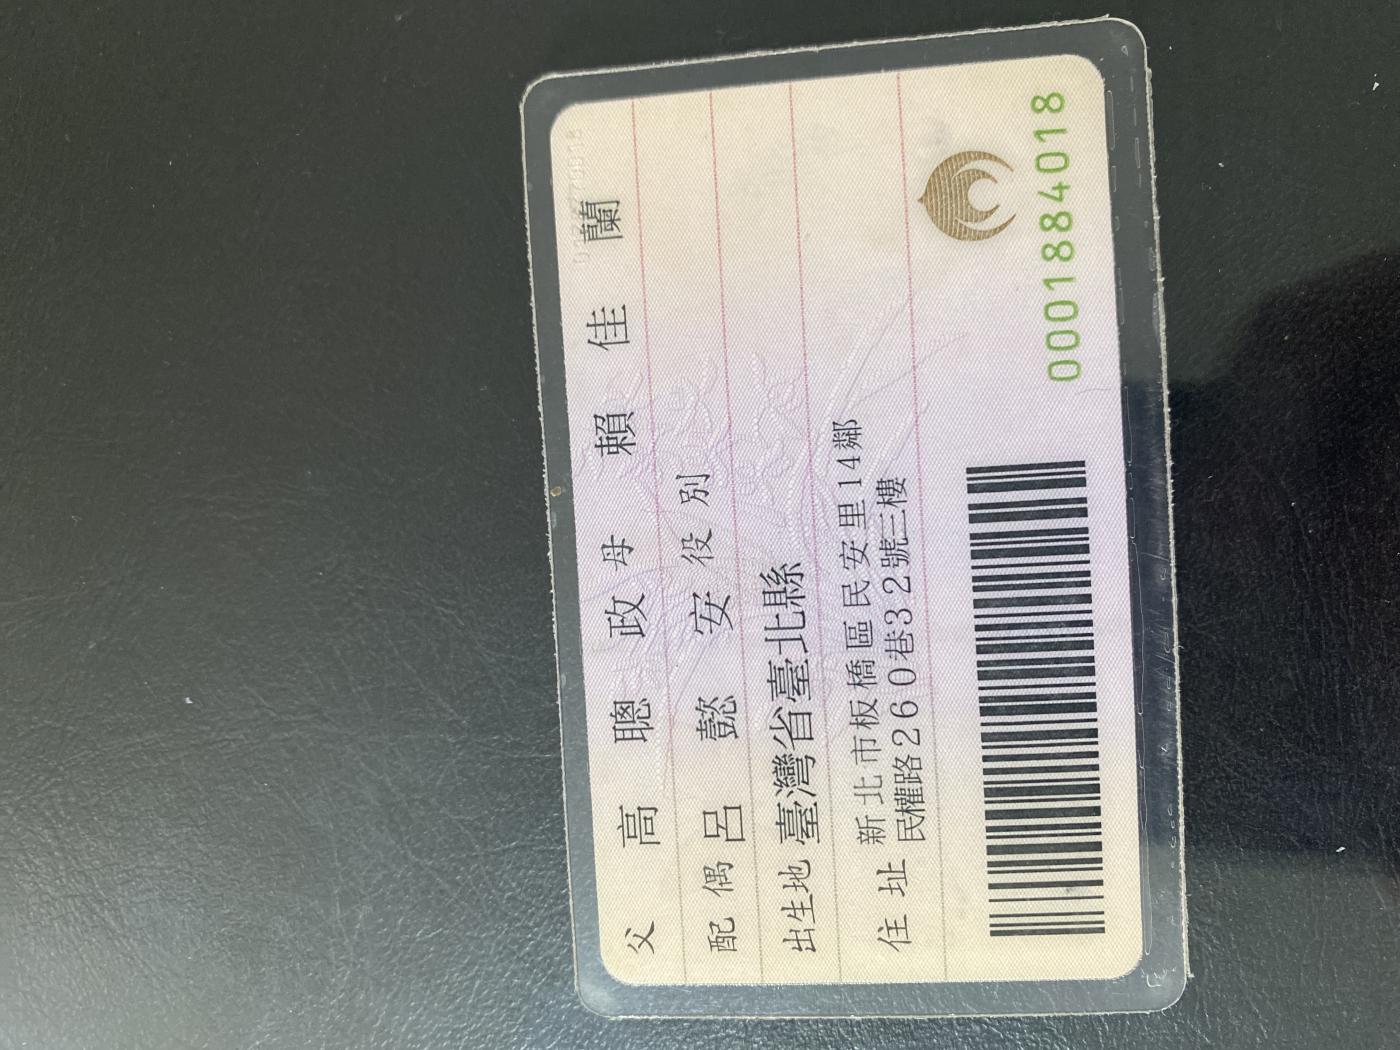 父 高聰政 母 賴佳蘭
配偶 呂懿安 役別
出生地 臺灣省臺北縣
住址 新北市板橋區民安里14鄰
民權路260巷32號三樓
0001884018